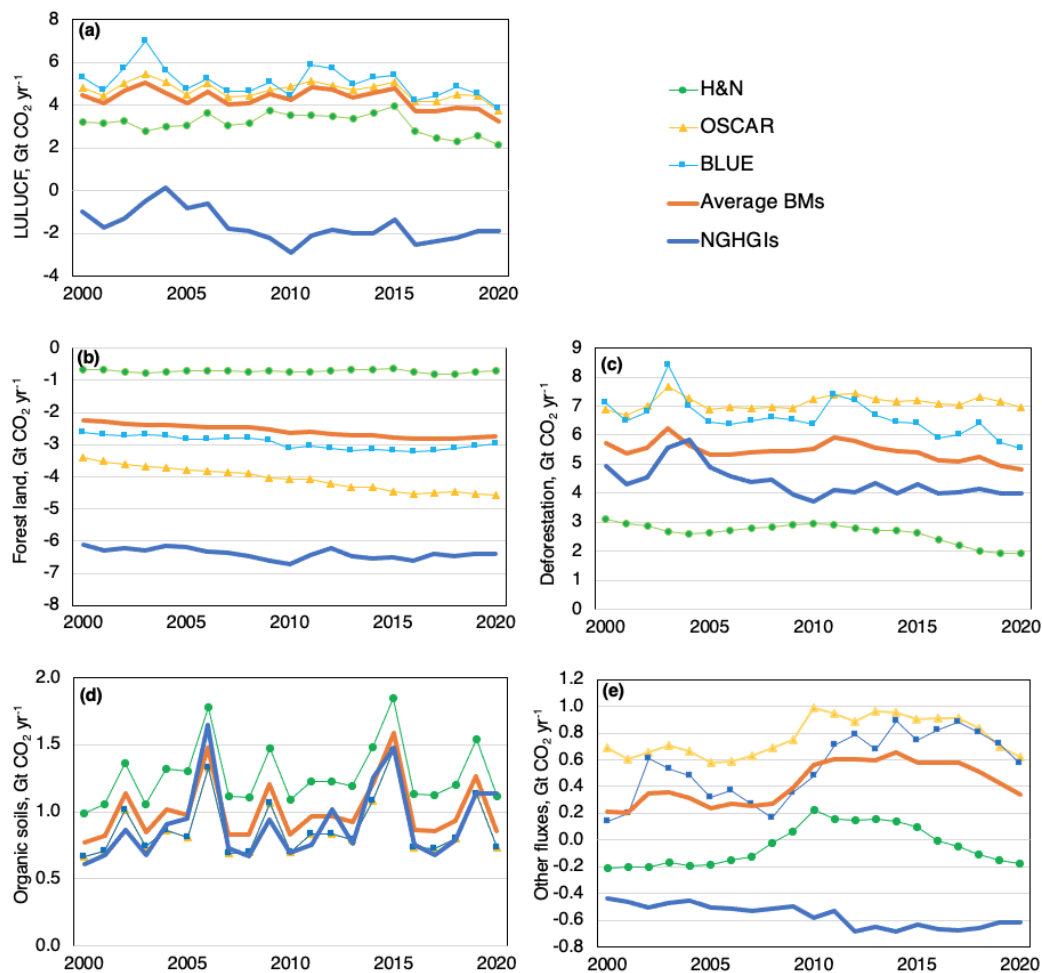 (a)
LULUCF, Gt CO₂ yr⁻¹
8
6
4
2
0
-2
-4
2000 2005 2010 2015 2020
H&N
OSCAR
BLUE
Average BMs
NGHGIs
(b)
Forest land, Gt CO₂ yr⁻¹
0
-1
-2
-3
-4
-5
-6
-7
-8
2000 2005 2010 2015 2020
(c)
Deforestation, Gt CO₂ yr⁻¹
9
8
7
6
5
4
3
2
1
0
2000 2005 2010 2015 2020
(d)
Organic soils, Gt CO₂ yr⁻¹
2.0
1.5
1.0
0.5
0.0
2000 2005 2010 2015 2020
(e)
Other fluxes, Gt CO₂ yr⁻¹
1.2
1.0
0.8
0.6
0.4
0.2
0.0
-0.2
-0.4
-0.6
-0.8
2000 2005 2010 2015 2020